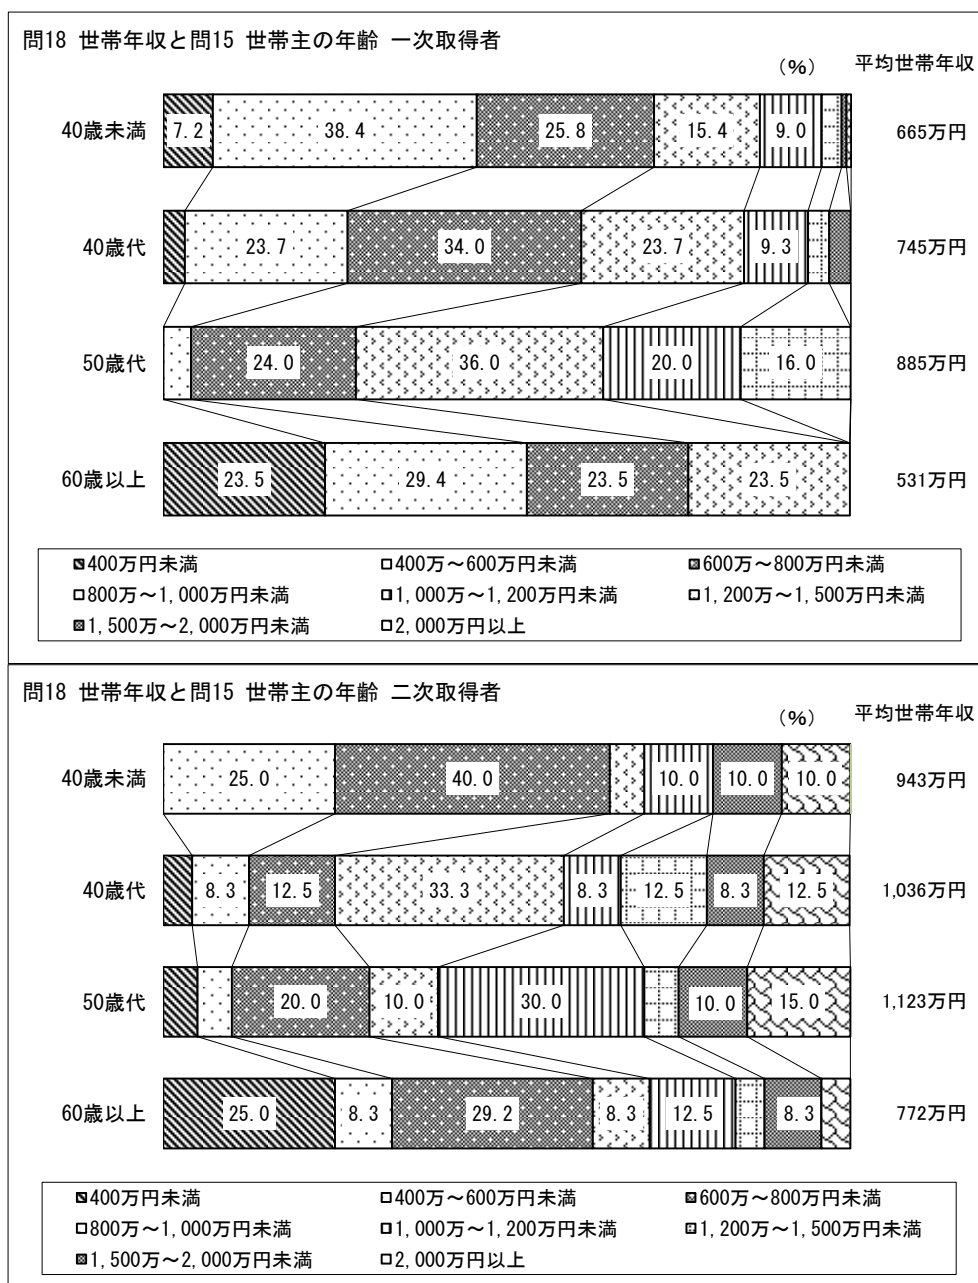 問18 世帯年収と問15 世帯主の年齢 一次取得者
（%） 平均世帯年収
40歳未満 7.2 38.4 25.8 15.4 9.0 665万円
40歳代 23.7 34.0 23.7 9.3 745万円
50歳代 24.0 36.0 20.0 16.0 885万円
60歳以上 23.5 29.4 23.5 23.5 531万円
400万円未満 400万～600万円未満 600万～800万円未満
800万～1,000万円未満 1,000万～1,200万円未満 1,200万～1,500万円未満
1,500万～2,000万円未満 2,000万円以上
問18 世帯年収と問15 世帯主の年齢 二次取得者
（%） 平均世帯年収
40歳未満 25.0 40.0 10.0 10.0 10.0 943万円
40歳代 8.3 12.5 33.3 8.3 12.5 8.3 12.5 1,036万円
50歳代 20.0 10.0 30.0 10.0 15.0 1,123万円
60歳以上 25.0 8.3 29.2 8.3 12.5 8.3 772万円
400万円未満 400万～600万円未満 600万～800万円未満
800万～1,000万円未満 1,000万～1,200万円未満 1,200万～1,500万円未満
1,500万～2,000万円未満 2,000万円以上